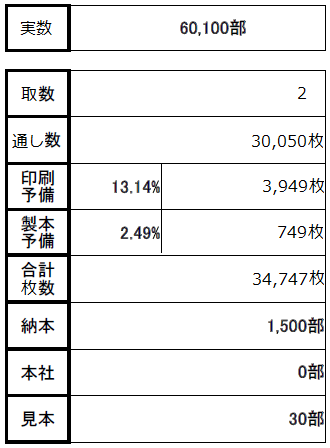 実数 60,100部
取数 2
通し数 30,050枚
印刷
予備 13.14% 3,949枚
製本
予備 2.49% 749枚
合計
枚数 34,747枚
納本 1,500部
本社 0部
見本 30部